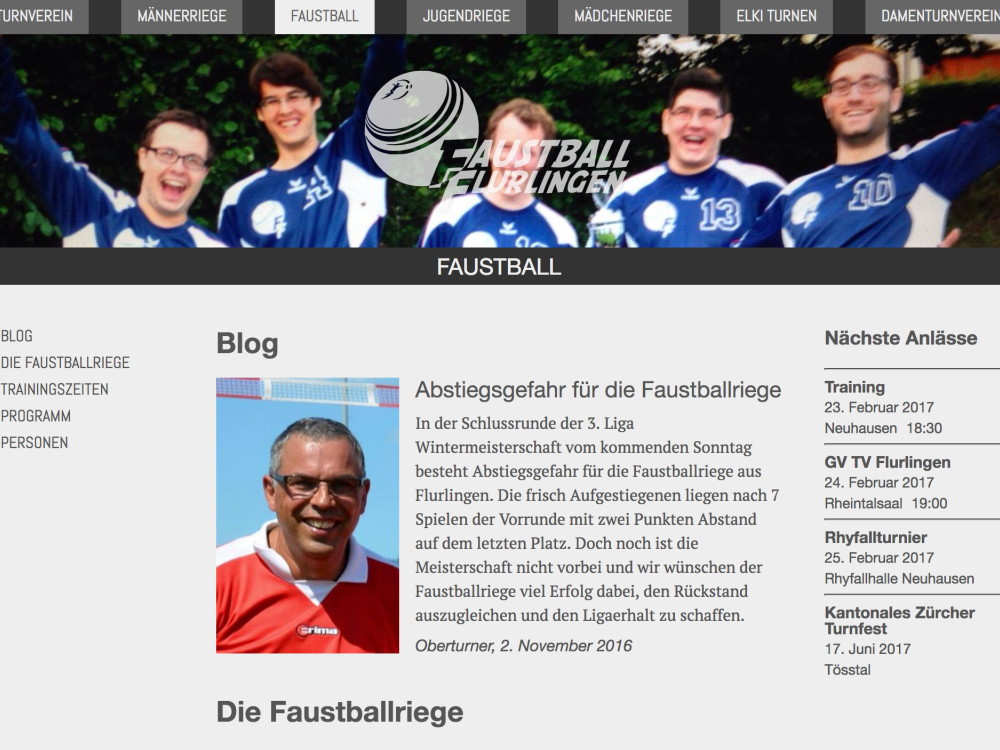 TURNVEREIN
MÄNNERRIEGE
FAUSTBALL
JUGENDRIEGE
MÄDCHENRIEGE
ELKI TURNEN
DAMENTURNVEREIN
FAUSTBALL
FLURLINGEN
13
10
FAUSTBALL
BLOG
DIE FAUSTBALLRIEGE
TRAININGSZEITEN
PROGRAMM
PERSONEN
Blog
erima
Abstiegsgefahr für die Faustballriege
In der Schlussrunde der 3. Liga
Wintermeisterschaft vom kommenden Sonntag
besteht Abstiegsgefahr für die Faustballriege aus
Flurlingen. Die frisch Aufgestiegenen liegen nach 7
Spielen der Vorrunde mit zwei Punkten Abstand
auf dem letzten Platz. Doch noch ist die
Meisterschaft nicht vorbei und wir wünschen der
Faustballriege viel Erfolg dabei, den Rückstand
auszugleichen und den Ligaerhalt zu schaffen.
Oberturner, 2. November 2016
Die Faustballriege
Nächste Anlässe
Training
23. Februar 2017
Neuhausen 18:30
GV TV Flurlingen
24. Februar 2017
Rheintalsaal 19:00
Rhyfallturnier
25. Februar 2017
Rhyfallhalle Neuhausen
Kantonales Zürcher
Turnfest
17. Juni 2017
Tösstal